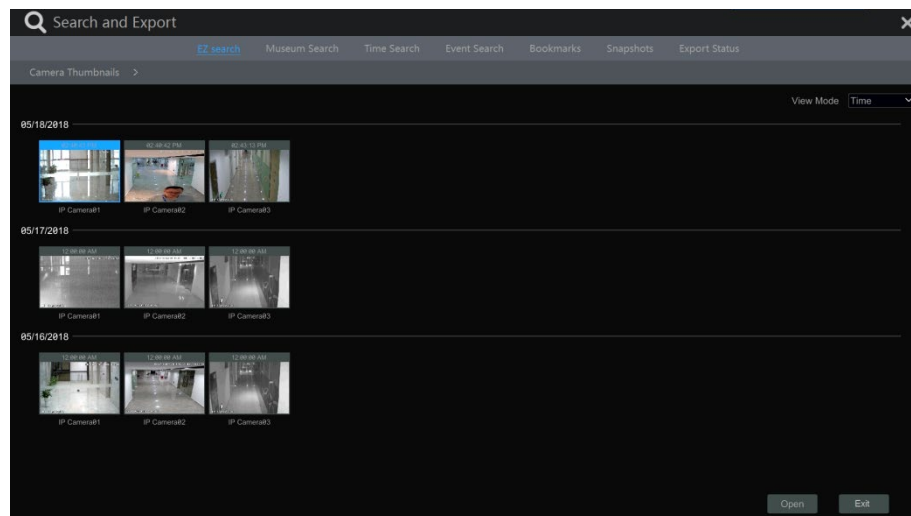 Search and Export
EZ search Museum Search Time Search Event Search Bookmarks Snapshots Export Status
Camera Thumbnails >
View Mode Time
05/18/2018
02:40:42 PM 02:43:13 PM
IP Camera01 IP Camera02 IP Camera03
05/17/2018
12:00:00 AM 12:00:00 AM 12:00:00 AM
IP Camera01 IP Camera02 IP Camera03
05/16/2018
12:00:00 AM 12:00:00 AM 12:00:00 AM
IP Camera01 IP Camera02 IP Camera03
Open Exit